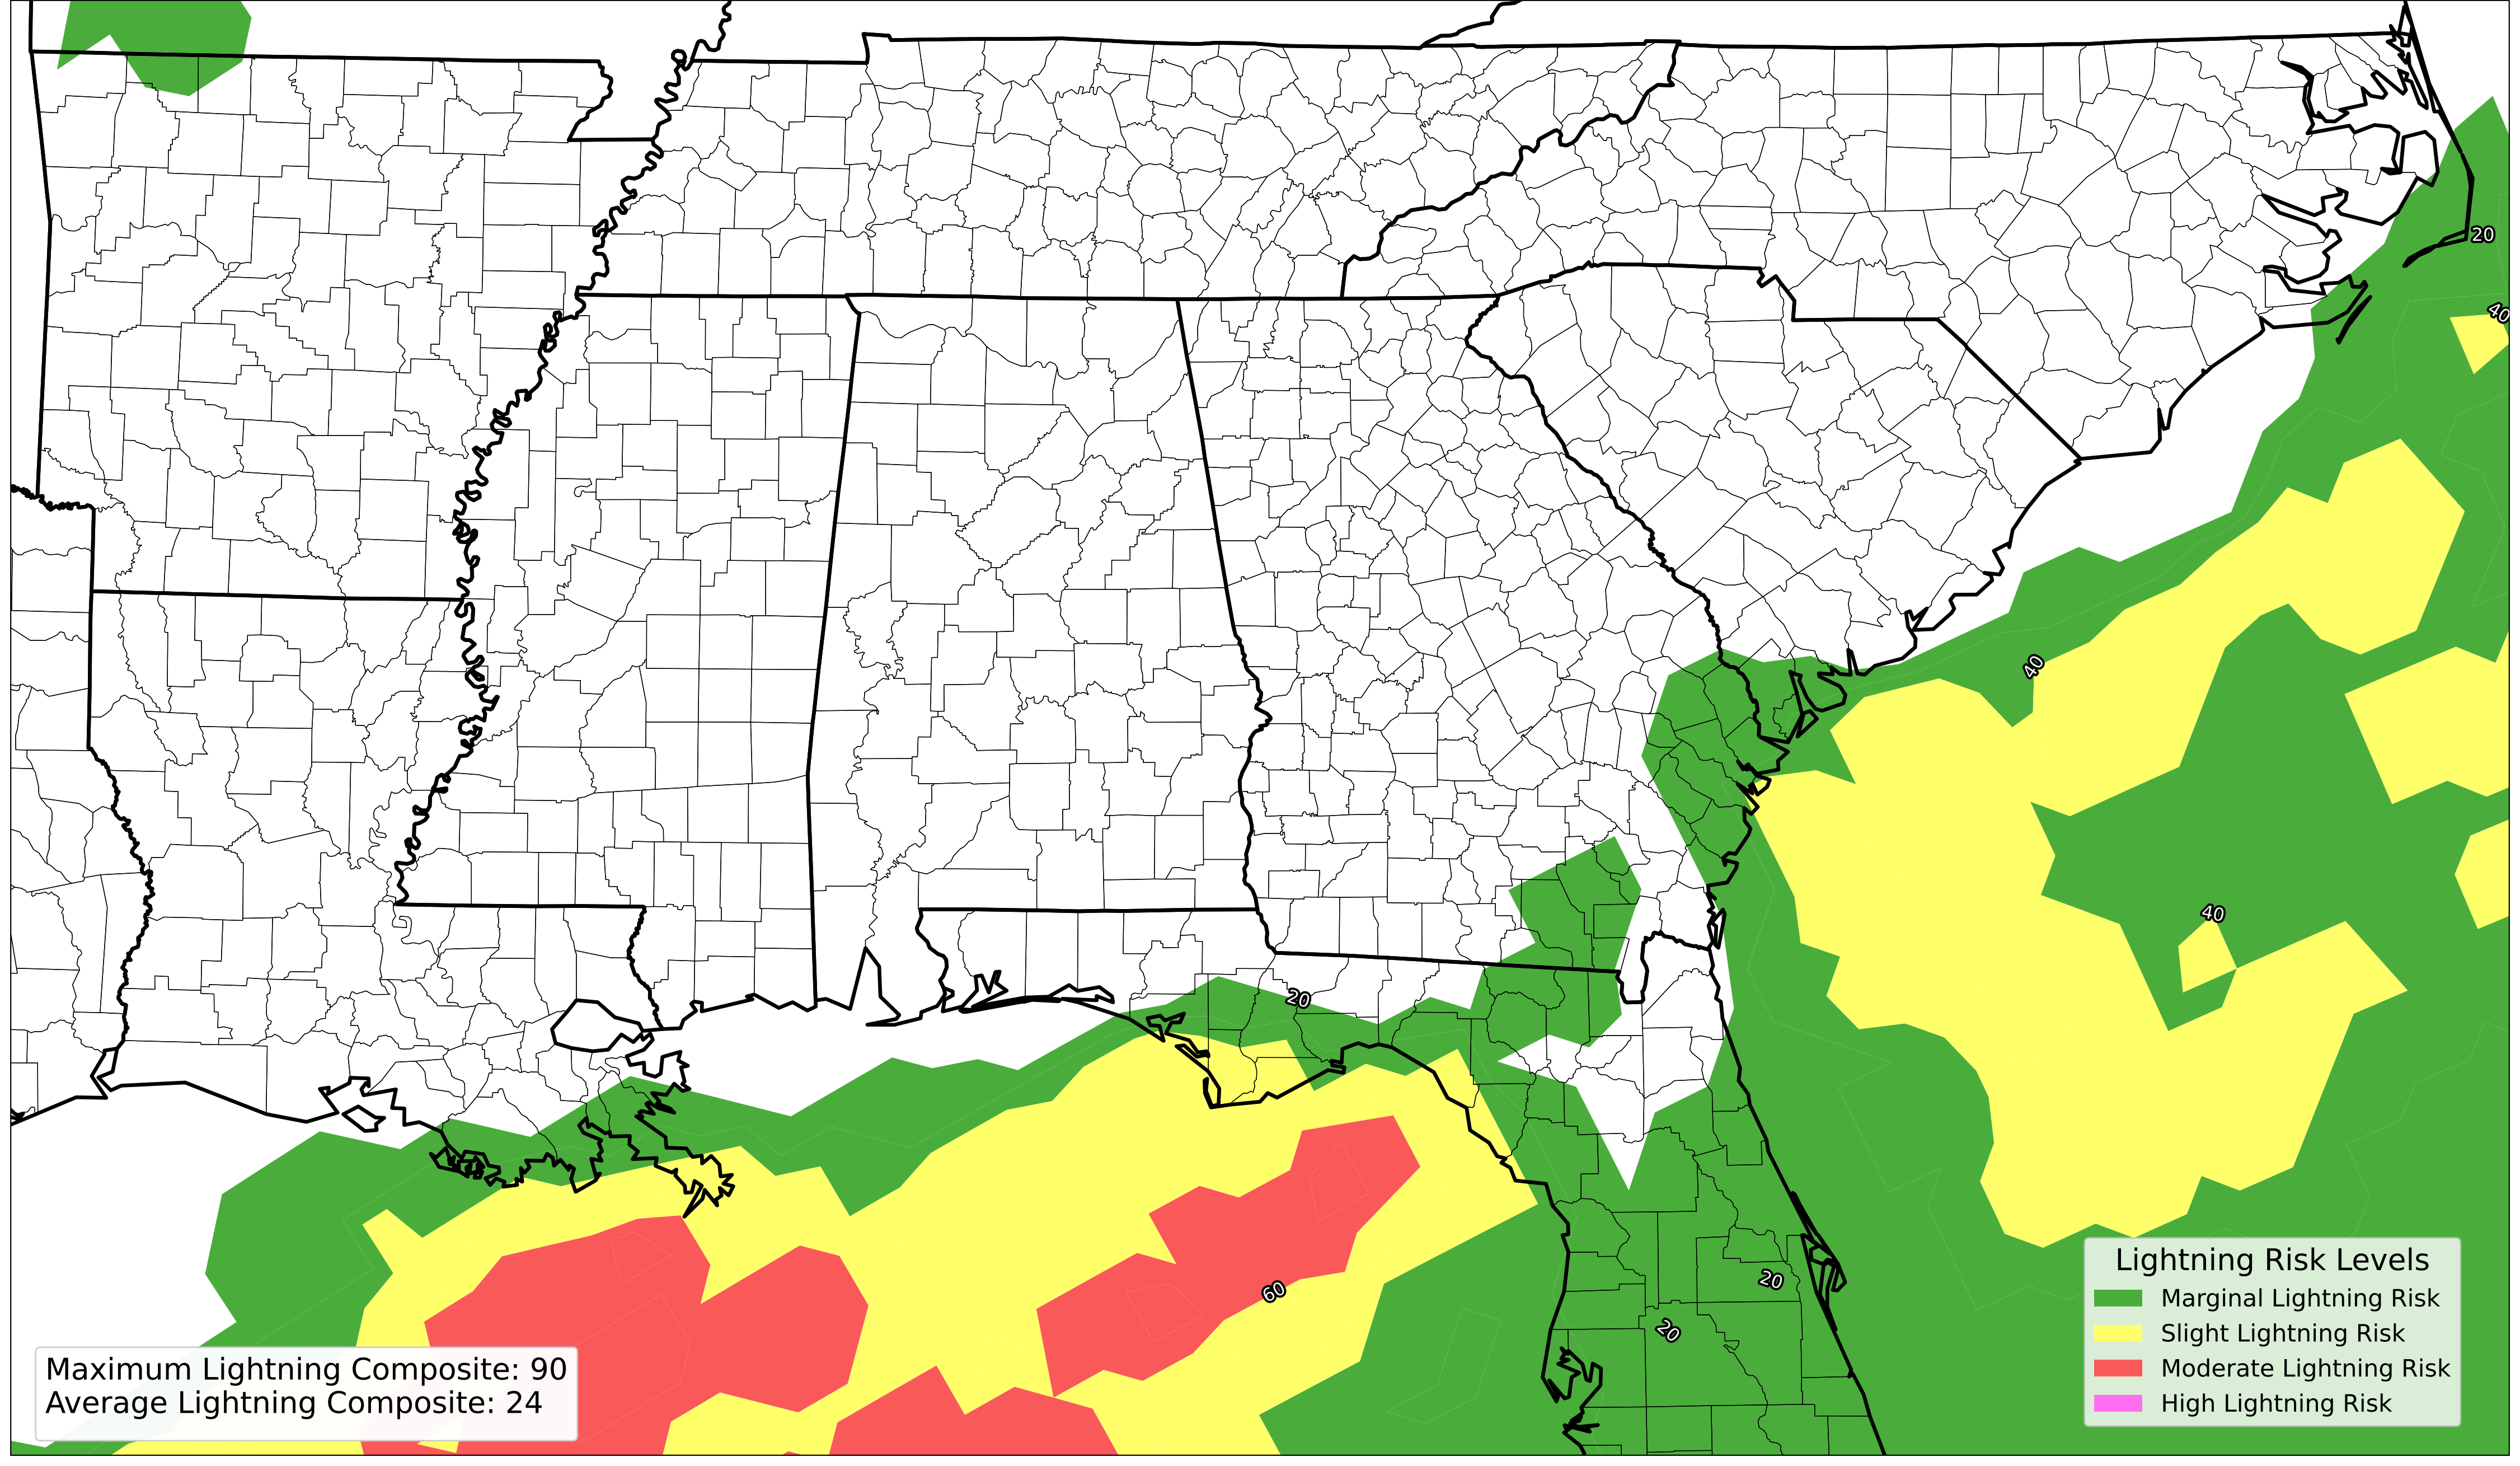 20
40
40
40
20
60
20
20
Maximum Lightning Composite: 90
Average Lightning Composite: 24
Lightning Risk Levels
Marginal Lightning Risk
Slight Lightning Risk
Moderate Lightning Risk
High Lightning Risk